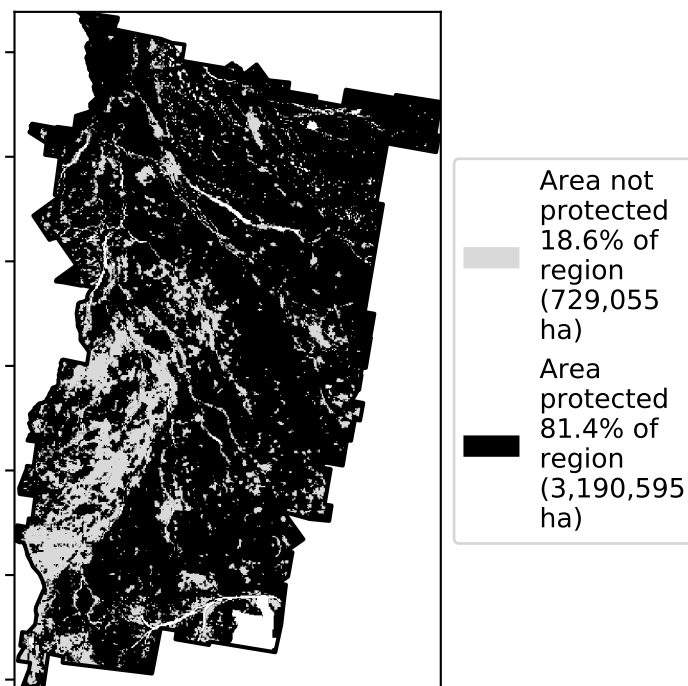 Area not
protected
18.6% of
region
(729,055
ha)
Area
protected
81.4% of
region
(3,190,595
ha)